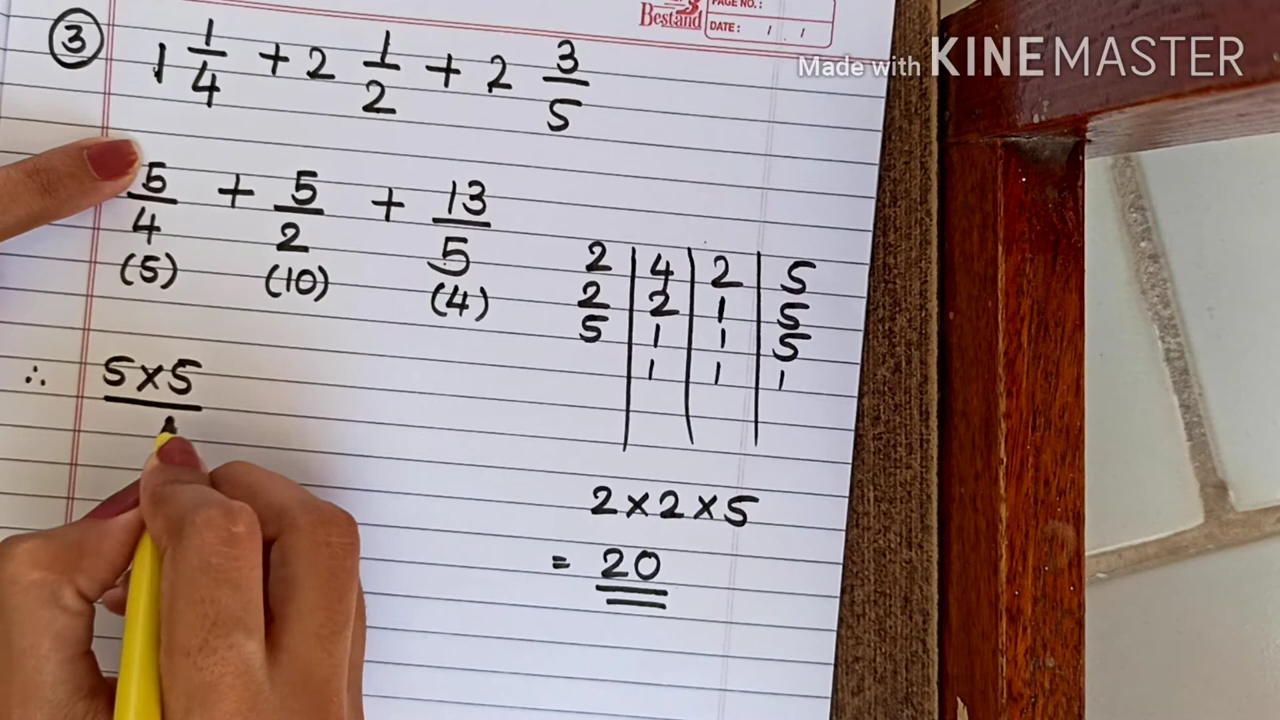 Bestand
PAGE NO. :
DATE : / /
Made with KINEMASTER
③ 1 1/4 + 2 1/2 + 2 3/5
5/4 + 5/2 + 13/5
(5) (10) (4)
2 | 4 | 2 | 5
2 | 2 | 1 | 5
5 | 1 | 1 | 5
| 1 | 1 | 1
∴ 5×5
2×2×5
= 20